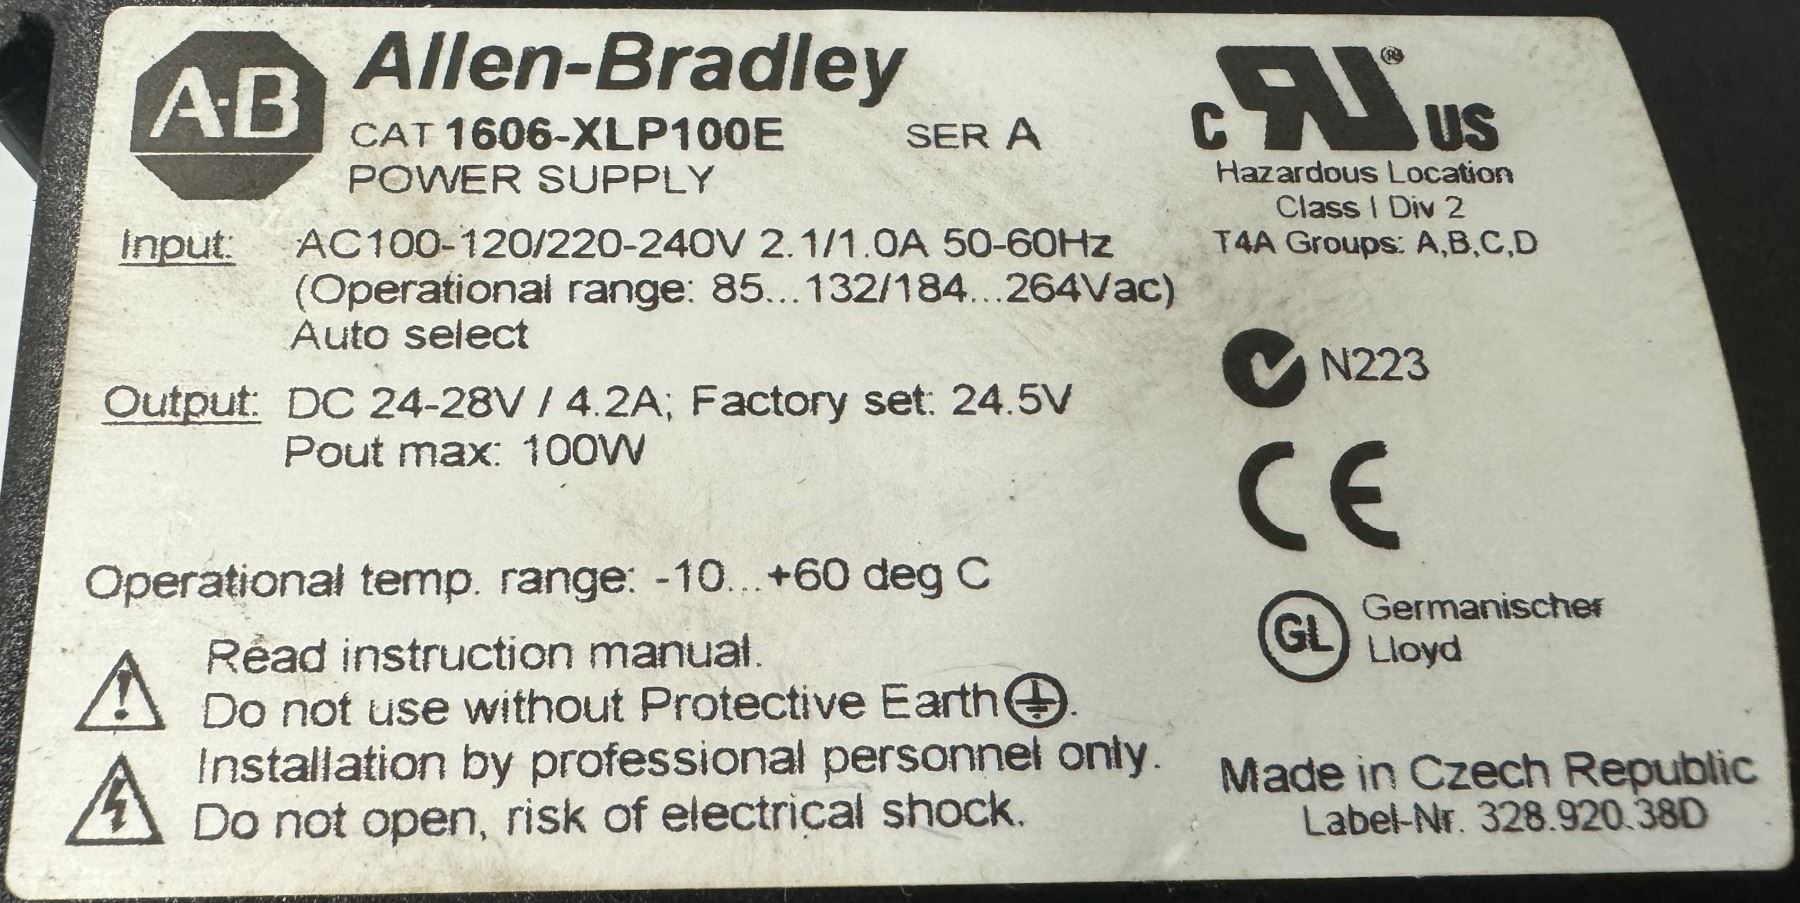 A-B
Allen-Bradley
CAT 1606-XLP100E SER A
POWER SUPPLY
Input: AC100-120/220-240V 2.1/1.0A 50-60Hz
(Operational range: 85...132/184...264Vac)
Auto select
Output: DC 24-28V / 4.2A; Factory set: 24.5V
Pout max: 100W
Operational temp. range: -10...+60 deg C
Read instruction manual.
Do not use without Protective Earth.
Installation by professional personnel only.
Do not open, risk of electrical shock.
C RU® US
Hazardous Location
Class I Div 2
T4A Groups: A,B,C,D
N223
CE
GL Germanischer
Lloyd
Made in Czech Republic
Label-Nr. 328.920.38D